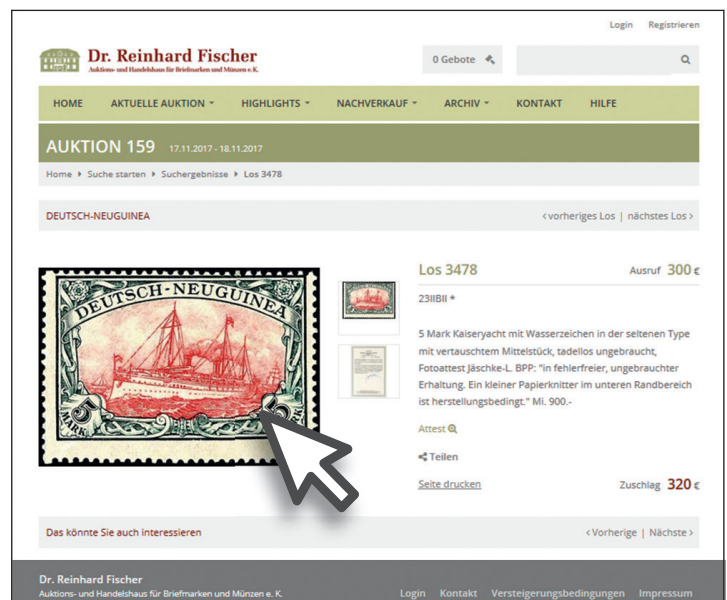 Login Registrieren
Dr. Reinhard Fischer
Auktions- und Handelshaus für Briefmarken und Münzen e.K.
0 Gebote
HOME AKTUELLE AUKTION HIGHLIGHTS NACHVERKAUF ARCHIV KONTAKT HILFE
AUKTION 159 17.11.2017 - 18.11.2017
Home Suche starten Suchergebnisse Los 3478
DEUTSCH-NEUGUINEA < vorheriges Los | nächstes Los >
DEUTSCH-NEUGUINEA
5 MARK
5
Los 3478 Ausruf 300 €
23IIBII *
5 Mark Kaiseryacht mit Wasserzeichen in der seltenen Type
mit vertauschtem Mittelstück, tadellos ungebraucht,
Fotoattest Jäschke-L. BPP: "in fehlerfreier, ungebrauchter
Erhaltung. Ein kleiner Papierknitter im unteren Randbereich
ist herstellungsbedingt." Mi. 900.-
Attest
Teilen
Seite drucken Zuschlag 320 €
Das könnte Sie auch interessieren < Vorherige | Nächste >
Dr. Reinhard Fischer
Auktions- und Handelshaus für Briefmarken und Münzen e. K.
Login Kontakt Versteigerungsbedingungen Impressum